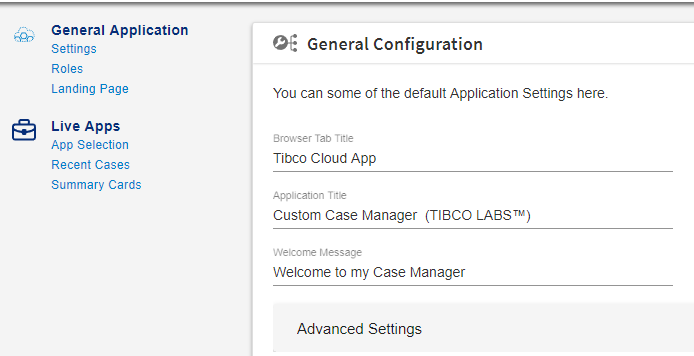 General Application
Settings
Roles
Landing Page
Live Apps
App Selection
Recent Cases
Summary Cards
General Configuration
You can some of the default Application Settings here.
Browser Tab Title
Tibco Cloud App
Application Title
Custom Case Manager (TIBCO LABS™)
Welcome Message
Welcome to my Case Manager
Advanced Settings